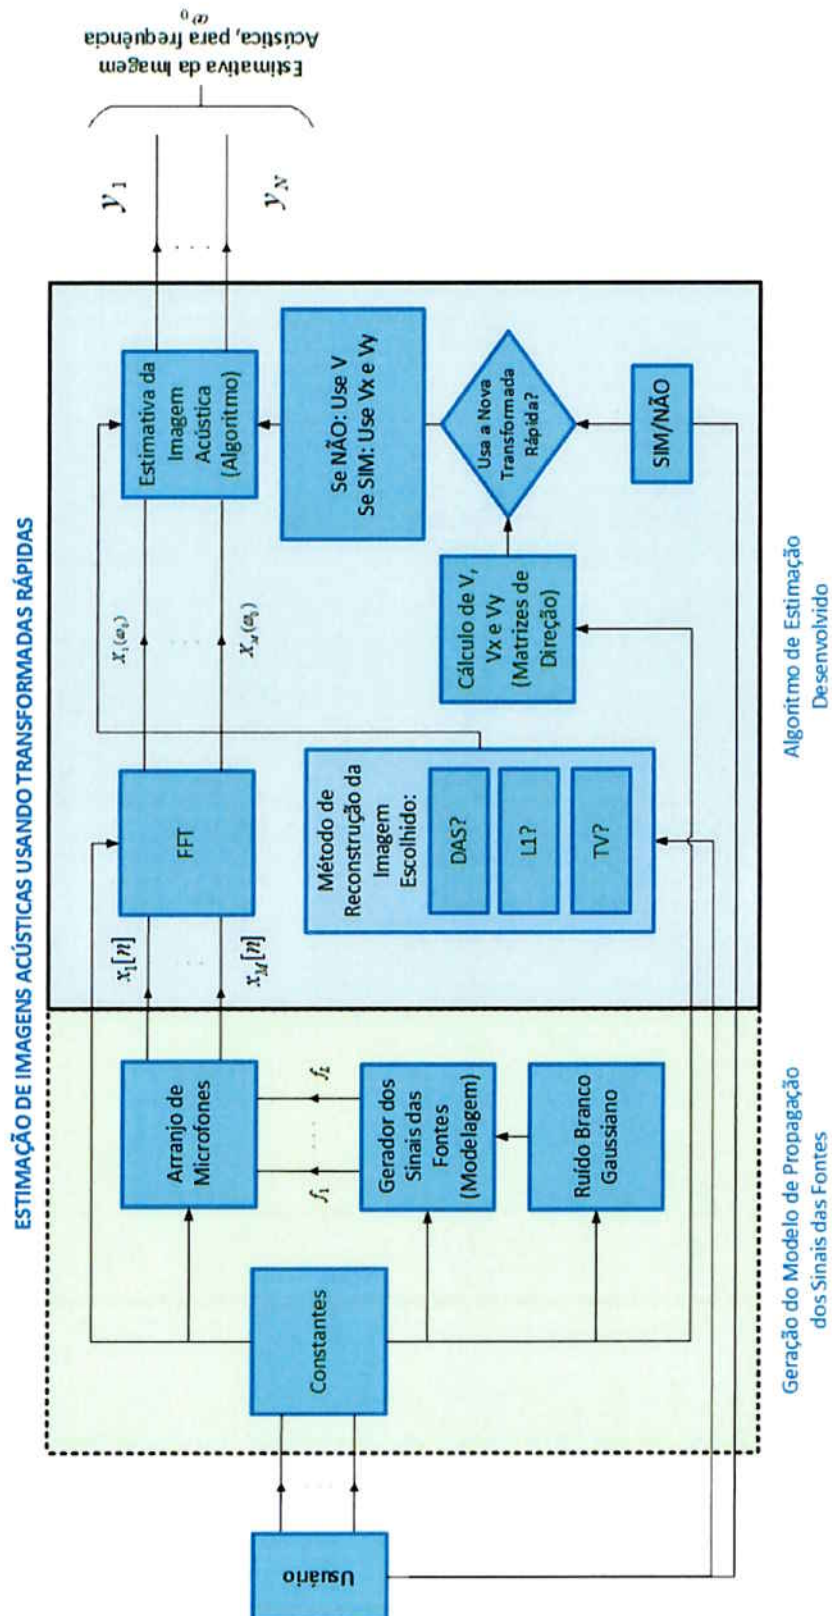 ESTIMAÇÃO DE IMAGENS ACÚSTICAS USANDO TRANSFORMADAS RÁPIDAS
Usuário
Constantes
Arranjo de
Microfones
f₁
f_L
Gerador dos
Sinais das
Fontes
(Modelagem)
Ruído Branco
Gaussiano
Geração do Modelo de Propagação
dos Sinais das Fontes
x₁[n]
x_M[n]
FFT
Método de
Reconstrução da
Imagem
Escolhido:
DAS?
L1?
TV?
x₁(ω₀)
x_M(ω₀)
Cálculo de V,
Vx e Vy
(Matrizes de
Direção)
Estimativa da
Imagem
Acústica
(Algoritmo)
Se NÃO: Use V
Se SIM: Use Vx e Vy
Usa a Nova
Transformada
Rápida?
SIM/NÃO
Algoritmo de Estimação
Desenvolvido
y₁
y_N
Estimativa da Imagem
Acústica, para frequência
ω₀